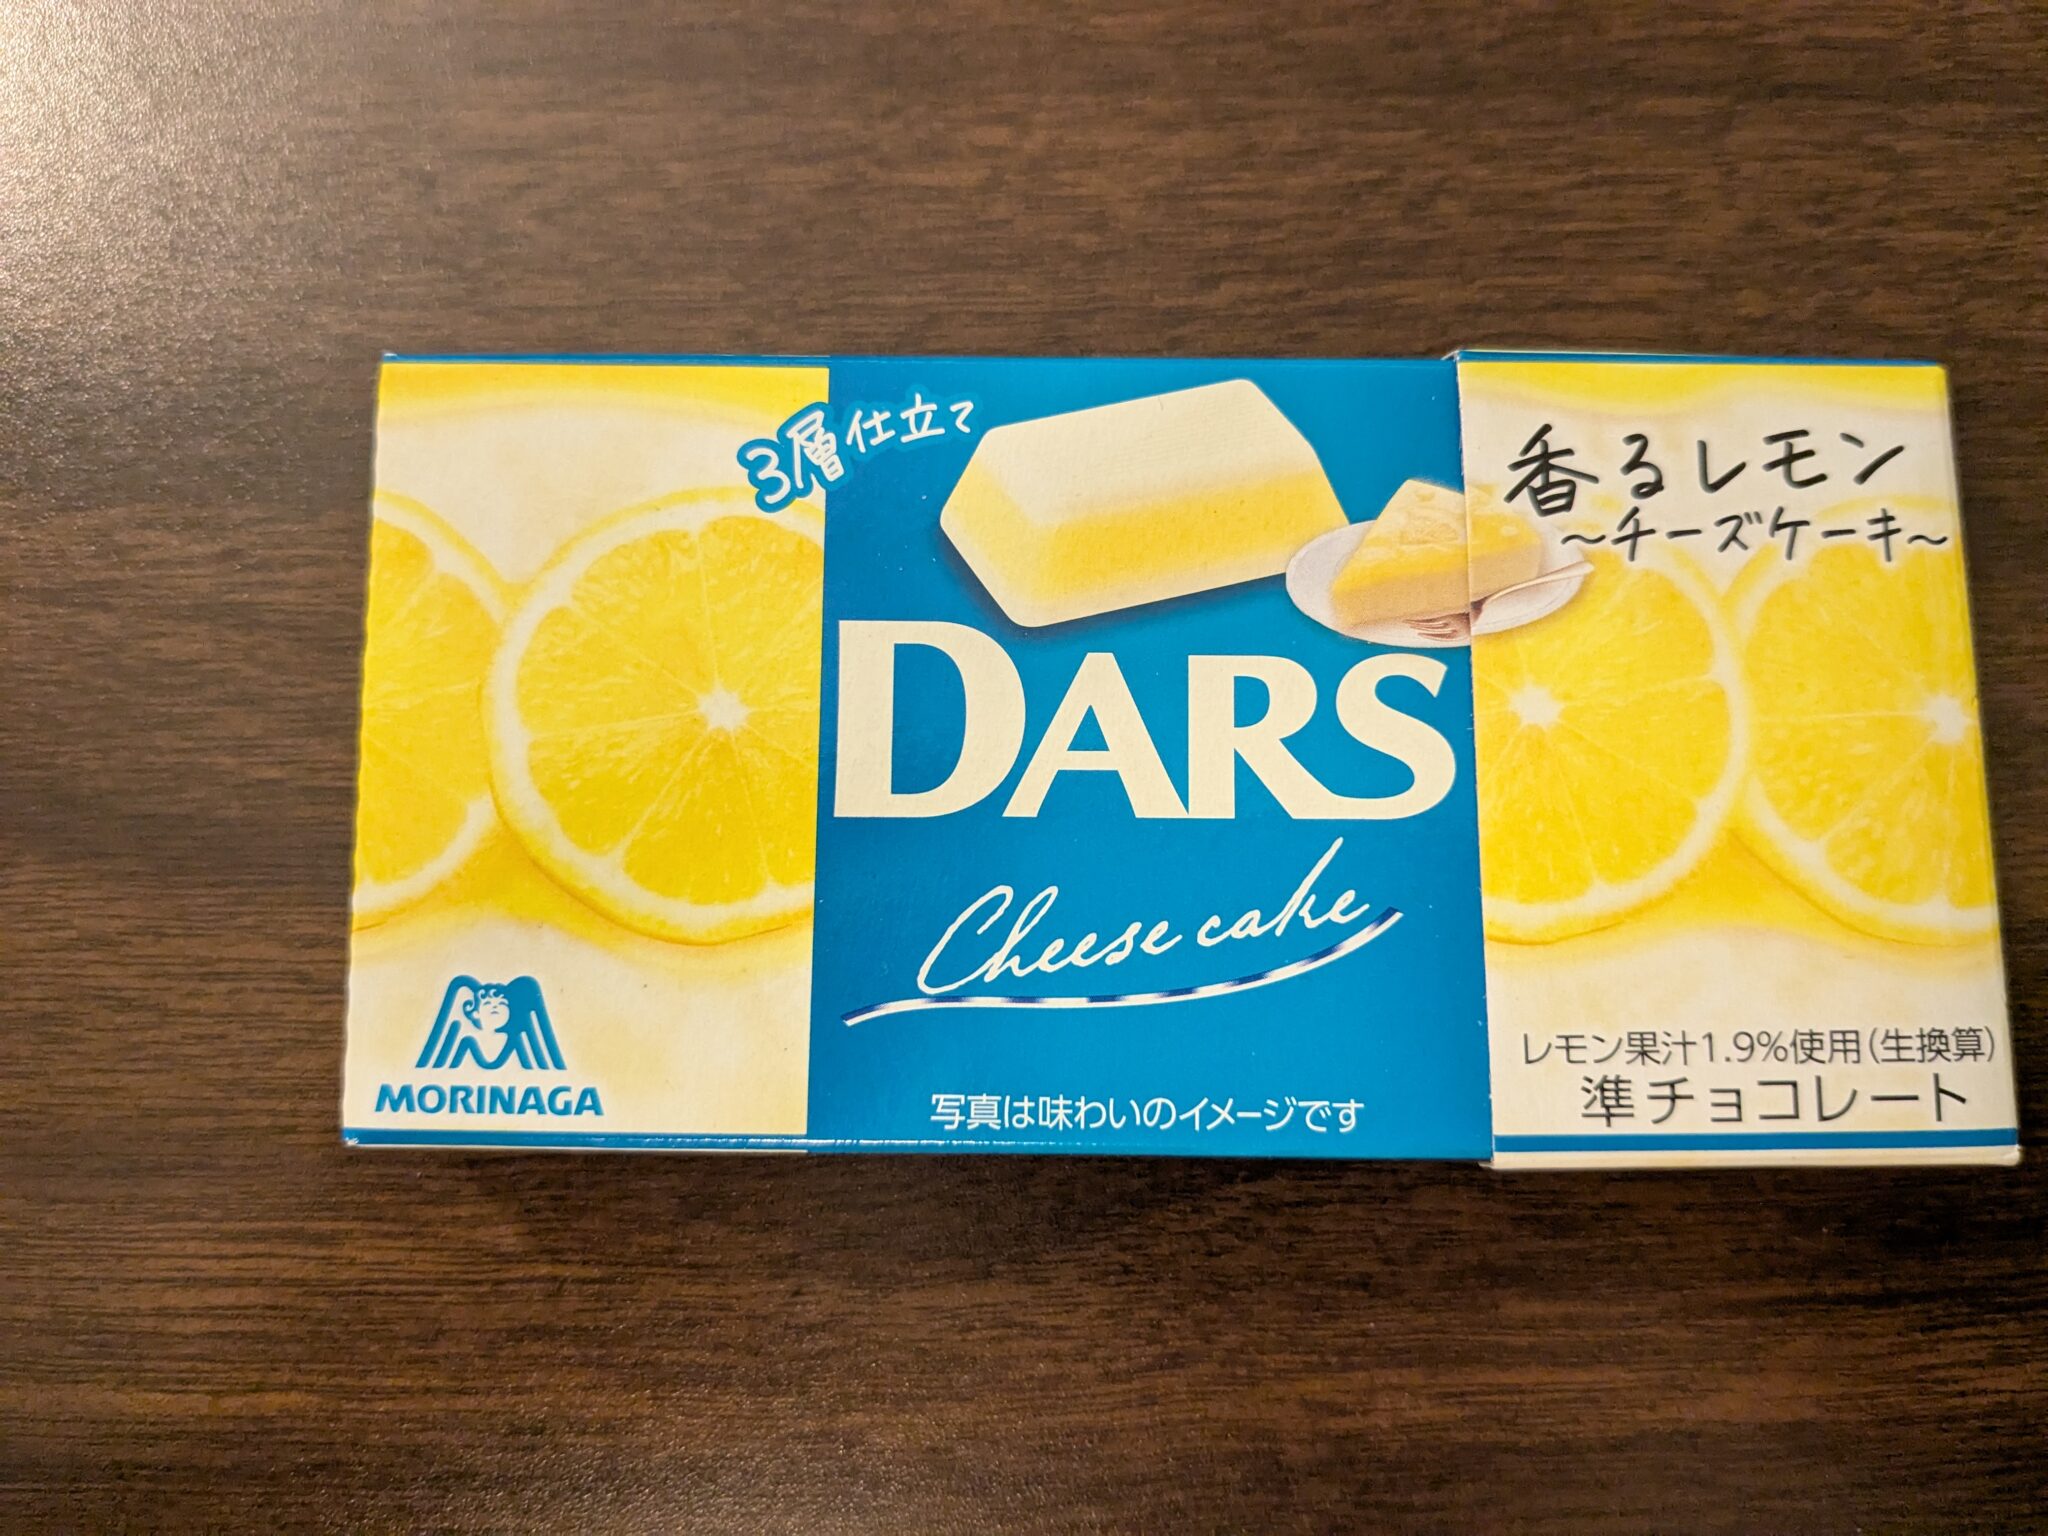 3層仕立て
香るレモン
~チーズケーキ~
DARS
Cheese cake
MORINAGA
写真は味わいのイメージです
レモン果汁1.9%使用(生換算)
準チョコレート